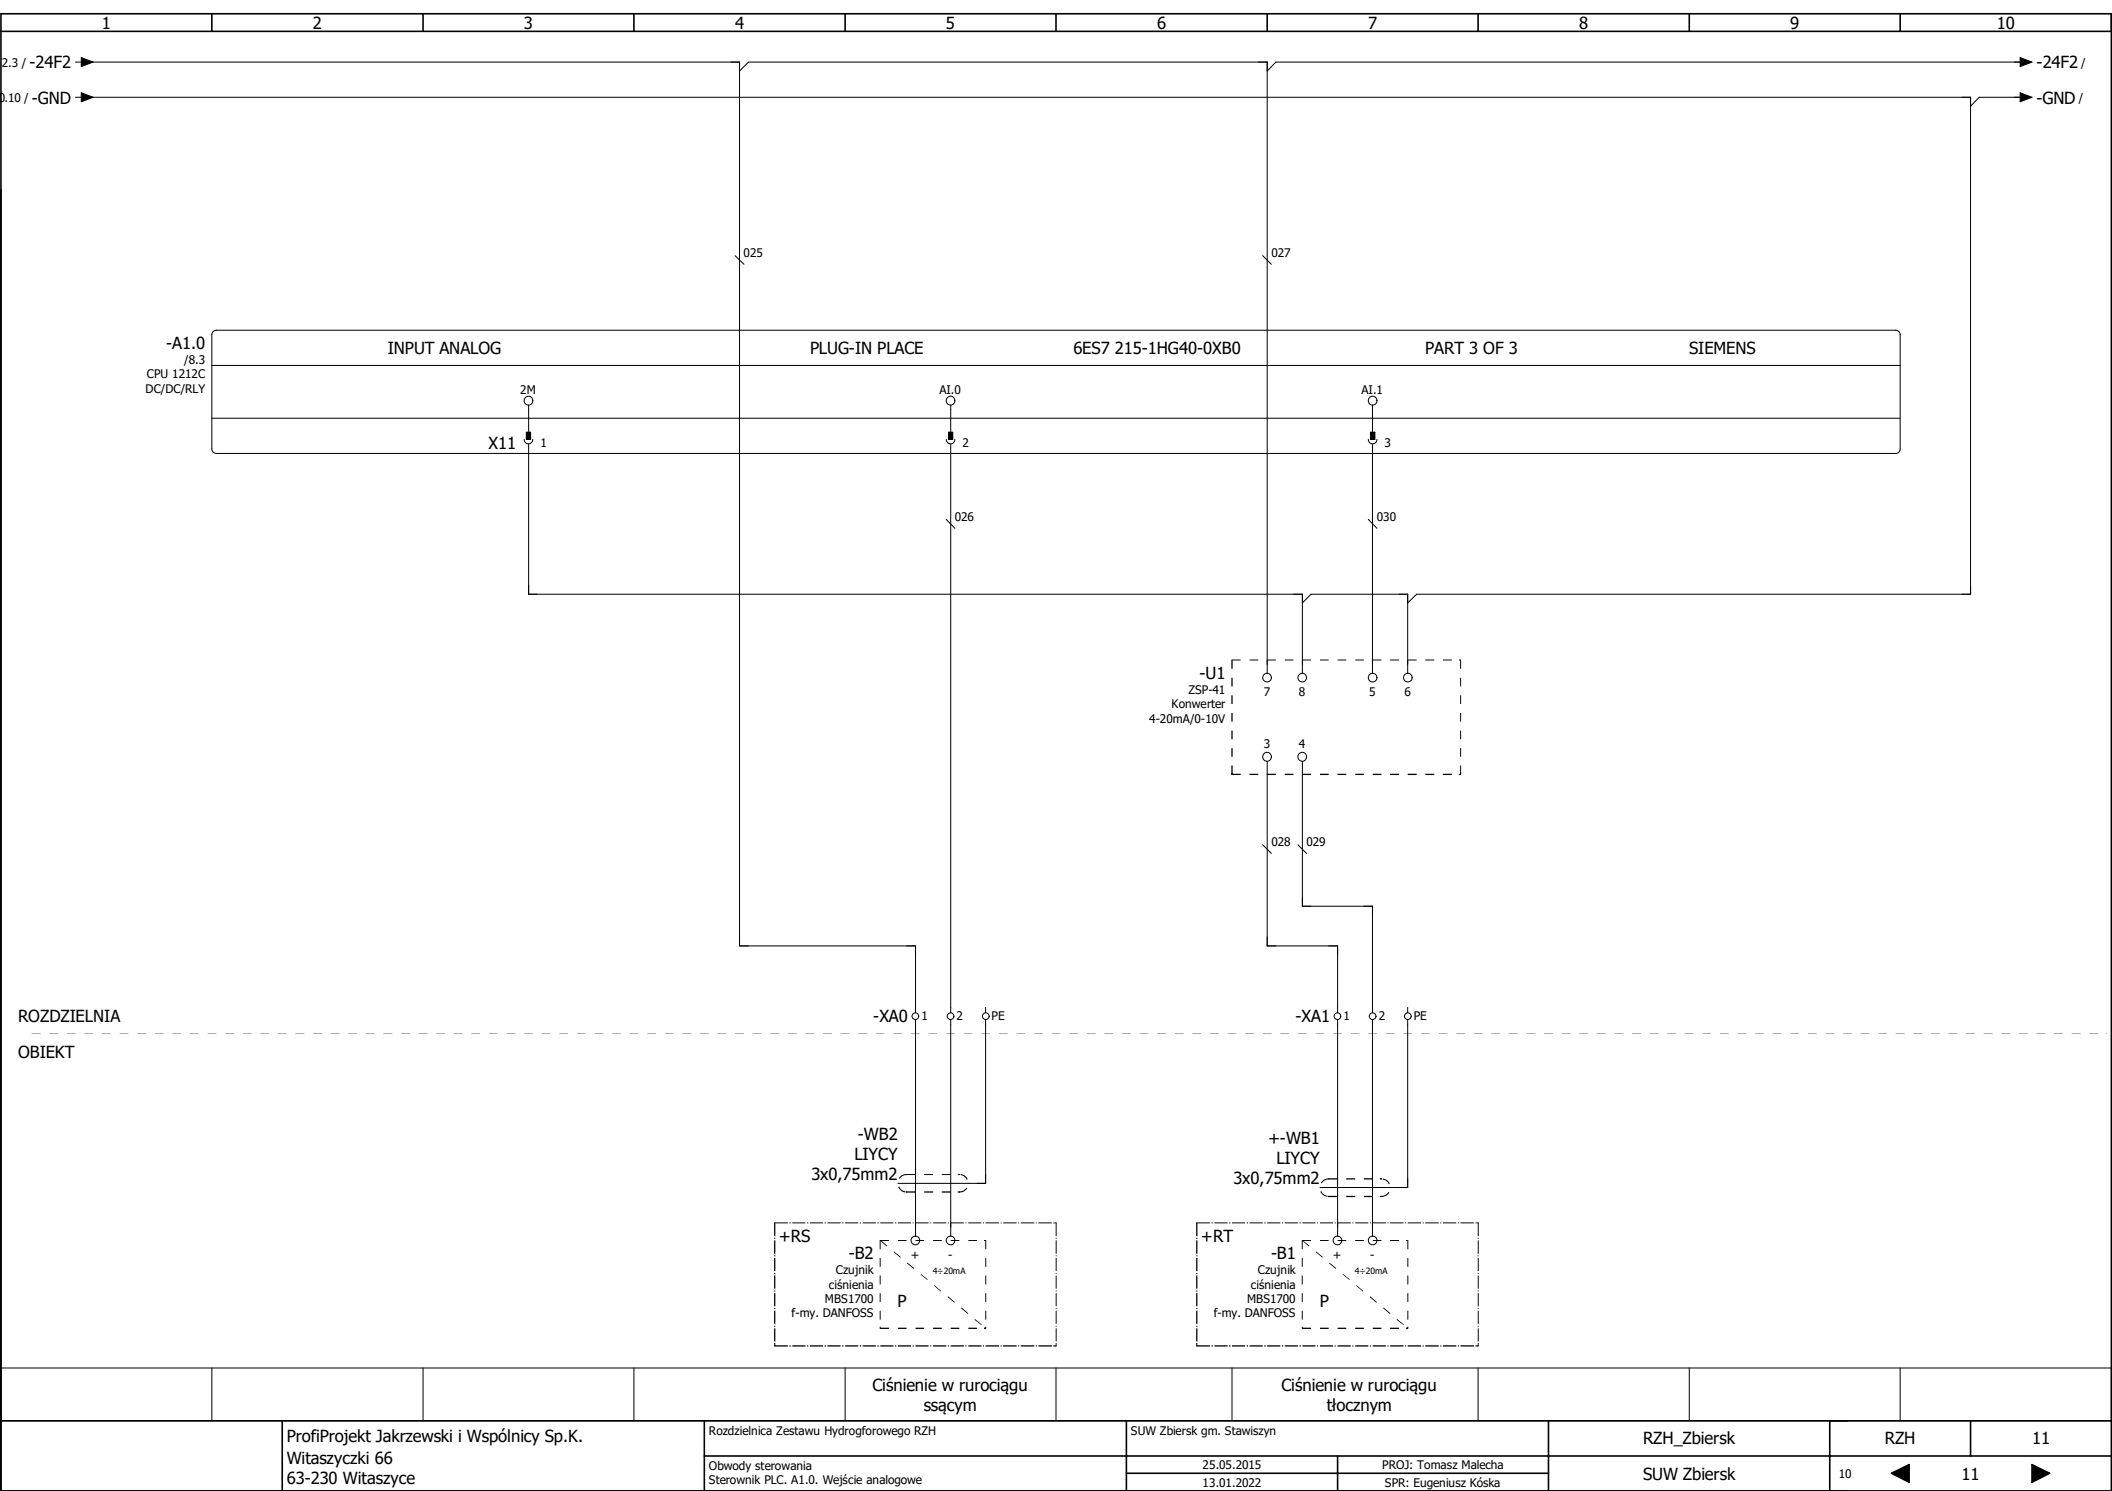 1 2 3 4 5 6 7 8 9 10
2.3 / -24F2
-24F2 /
0.10 / -GND
-GND /
025
027
-A1.0
/8.3
CPU 1212C
DC/DC/RLY
INPUT ANALOG PLUG-IN PLACE 6ES7 215-1HG40-0XB0 PART 3 OF 3 SIEMENS
2M AI.0 AI.1
X11 1 2 3
026
030
-U1
ZSP-41
Konwerter
4-20mA/0-10V
7 8 5 6
3 4
028 029
ROZDZIELNIA
-XA0 1 2 PE
-XA1 1 2 PE
OBIEKT
-WB2
LIYCY
3x0,75mm2
+-WB1
LIYCY
3x0,75mm2
+RS
-B2
Czujnik
ciśnienia
MBS1700
f-my. DANFOSS
+ -
4÷20mA
P
+RT
-B1
Czujnik
ciśnienia
MBS1700
f-my. DANFOSS
+ -
4÷20mA
P
Ciśnienie w rurociągu
ssącym
Ciśnienie w rurociągu
tłocznym
ProfiProjekt Jakrzewski i Wspólnicy Sp.K.
Witaszyczki 66
63-230 Witaszyce
Rozdzielnica Zestawu Hydrogforowego RZH
Obwody sterowania
Sterownik PLC. A1.0. Wejście analogowe
SUW Zbiersk gm. Stawiszyn
25.05.2015 PROJ: Tomasz Malecha
13.01.2022 SPR: Eugeniusz Kóska
RZH_Zbiersk
SUW Zbiersk
RZH 11
10 11